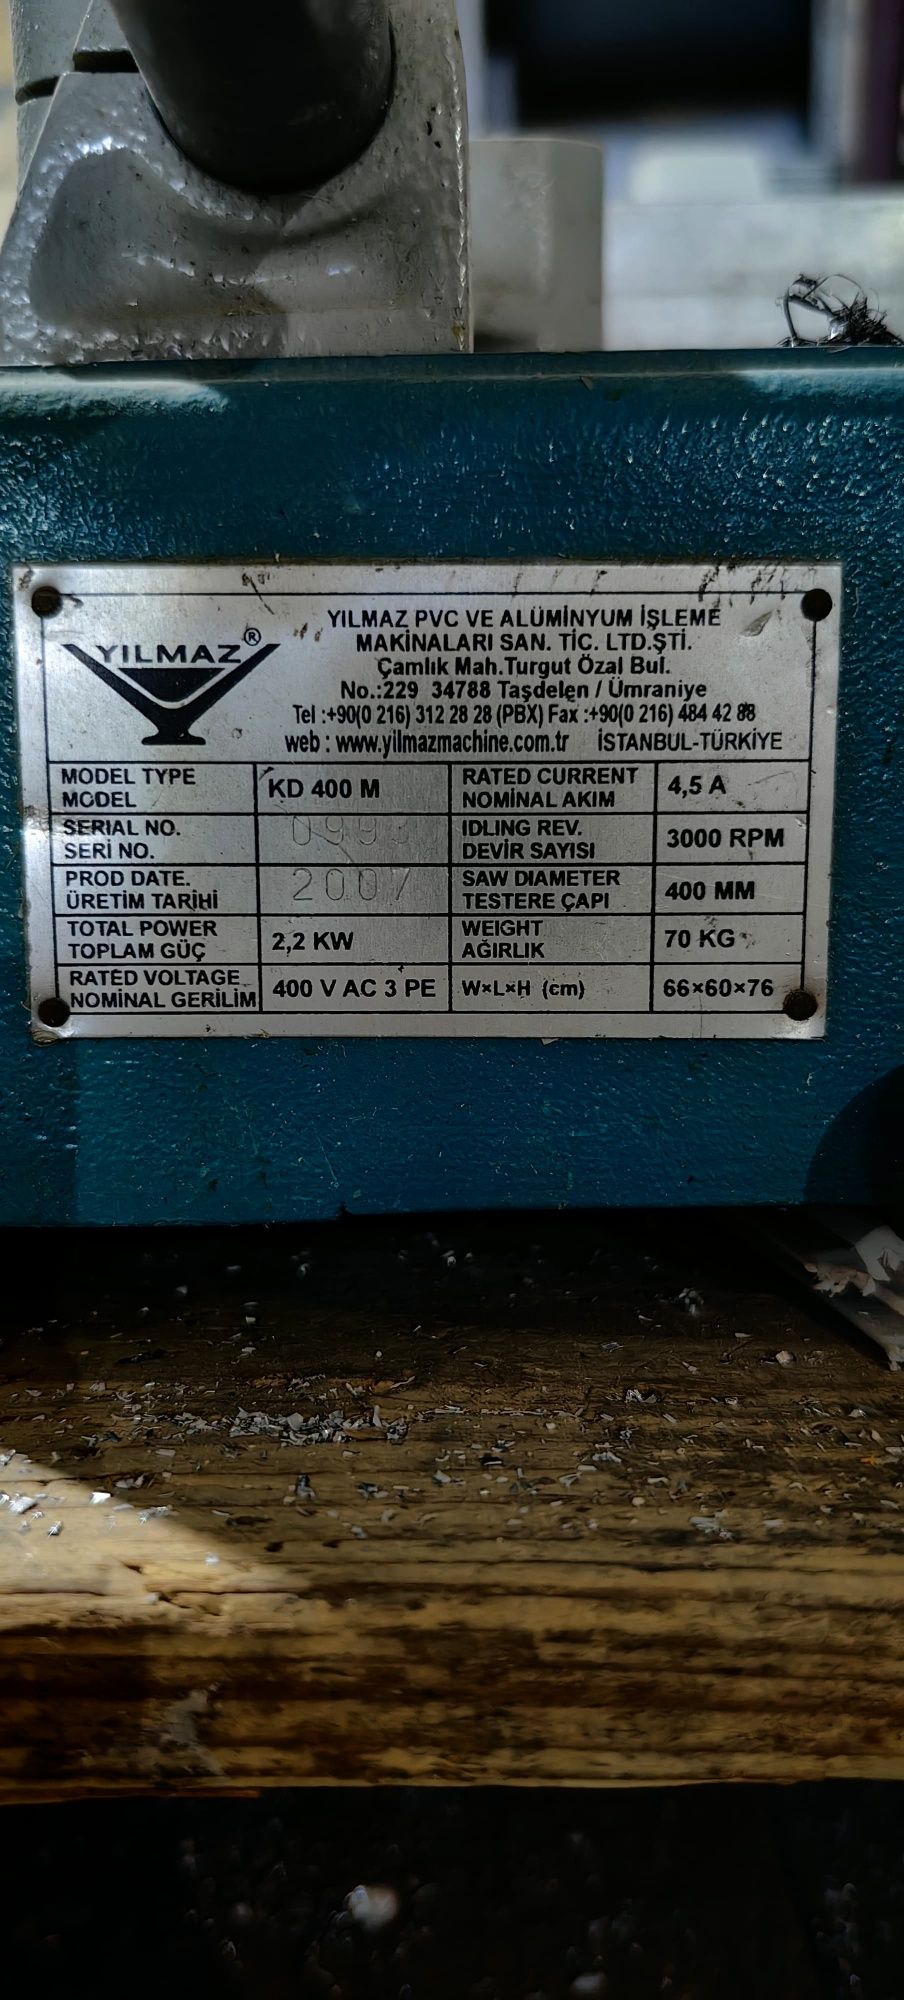 YILMAZ®
YILMAZ PVC VE ALÜMİNYUM İŞLEME
MAKİNALARI SAN. TİC. LTD.ŞTİ.
Çamlık Mah.Turgut Özal Bul.
No.:229 34788 Taşdelen / Ümraniye
Tel :+90(0 216) 312 28 28 (PBX) Fax :+90(0 216) 484 42 88
web : www.yilmazmachine.com.tr İSTANBUL-TÜRKİYE
MODEL TYPE
MODEL
KD 400 M
RATED CURRENT
NOMİNAL AKIM
4,5 A
SERIAL NO.
SERİ NO.
IDLING REV.
DEVİR SAYISI
3000 RPM
PROD DATE.
ÜRETİM TARİHİ
2007
SAW DIAMETER
TESTERE ÇAPI
400 MM
TOTAL POWER
TOPLAM GÜÇ
2,2 KW
WEIGHT
AĞIRLIK
70 KG
RATED VOLTAGE
NOMİNAL GERİLİM
400 V AC 3 PE
W×L×H (cm)
66×60×76